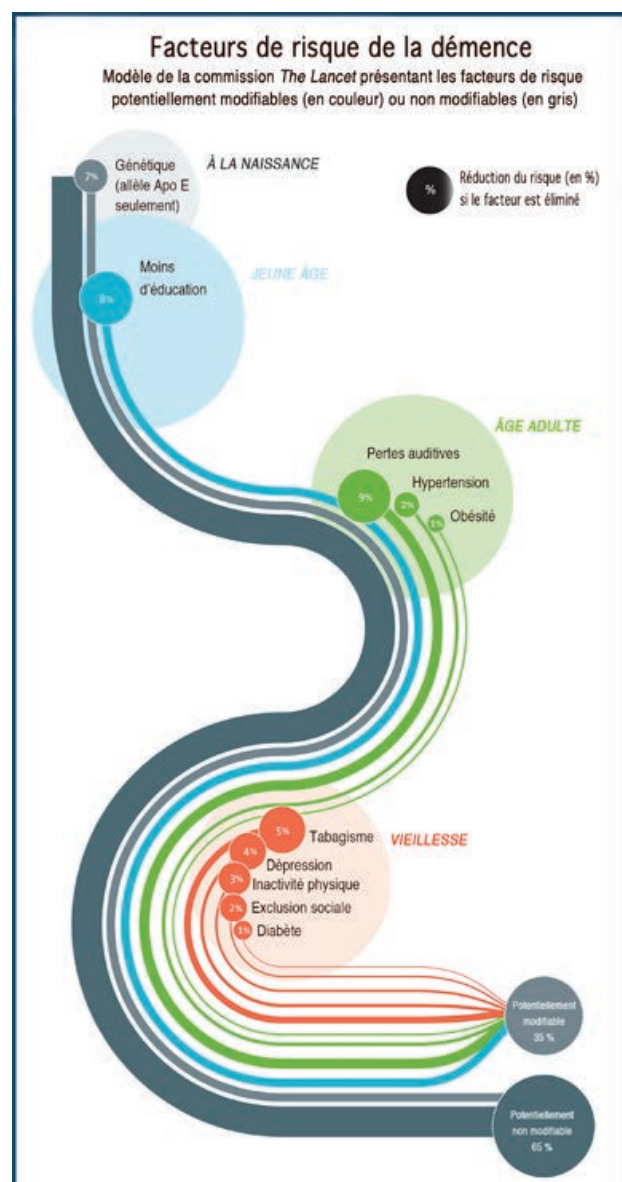 Facteurs de risque de la démence
Modèle de la commission The Lancet présentant les facteurs de risque
potentiellement modifiables (en couleur) ou non modifiables (en gris)
7%
Génétique
(allèle Apo E
seulement)
À LA NAISSANCE
%
Réduction du risque (en %)
si le facteur est éliminé
8%
Moins
d'éducation
JEUNE ÂGE
ÂGE ADULTE
Pertes auditives
9%
Hypertension
2%
Obésité
1%
5%
Tabagisme
VIEILLESSE
4%
Dépression
3%
Inactivité physique
2%
Exclusion sociale
1%
Diabète
Potentiellement
modifiable
35 %
Potentiellement
non modifiable
65 %